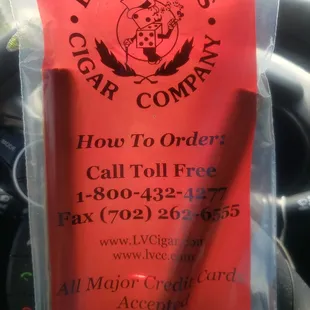 CIGAR COMPANY
How To Order:
Call Toll Free
1-800-432-4277
Fax (702) 262-6555
www.LVCigar.com
www.lvcc.com
All Major Credit Cards
Accepted